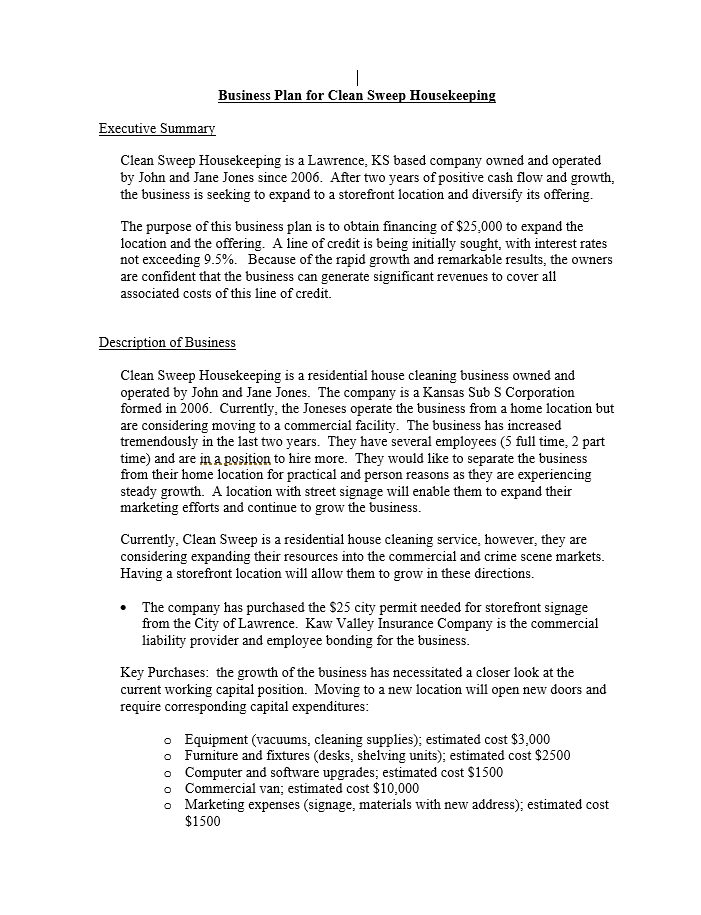 Business Plan for Clean Sweep Housekeeping
Executive Summary
Clean Sweep Housekeeping is a Lawrence, KS based company owned and operated
by John and Jane Jones since 2006.  After two years of positive cash flow and growth,
the business is seeking to expand to a storefront location and diversify its offering.
The purpose of this business plan is to obtain financing of $25,000 to expand the
location and the offering.  A line of credit is being initially sought, with interest rates
not exceeding 9.5%.   Because of the rapid growth and remarkable results, the owners
are confident that the business can generate significant revenues to cover all
associated costs of this line of credit.
Description of Business
Clean Sweep Housekeeping is a residential house cleaning business owned and
operated by John and Jane Jones.  The company is a Kansas Sub S Corporation
formed in 2006.  Currently, the Joneses operate the business from a home location but
are considering moving to a commercial facility.  The business has increased
tremendously in the last two years.  They have several employees (5 full time, 2 part
time) and are in a position to hire more.  They would like to separate the business
from their home location for practical and person reasons as they are experiencing
steady growth.  A location with street signage will enable them to expand their
marketing efforts and continue to grow the business.
Currently, Clean Sweep is a residential house cleaning service, however, they are
considering expanding their resources into the commercial and crime scene markets.
Having a storefront location will allow them to grow in these directions.
• The company has purchased the $25 city permit needed for storefront signage
from the City of Lawrence.  Kaw Valley Insurance Company is the commercial
liability provider and employee bonding for the business.
Key Purchases:  the growth of the business has necessitated a closer look at the
current working capital position.  Moving to a new location will open new doors and
require corresponding capital expenditures:
o Equipment (vacuums, cleaning supplies); estimated cost $3,000
o Furniture and fixtures (desks, shelving units); estimated cost $2500
o Computer and software upgrades; estimated cost $1500
o Commercial van; estimated cost $10,000
o Marketing expenses (signage, materials with new address); estimated cost
$1500